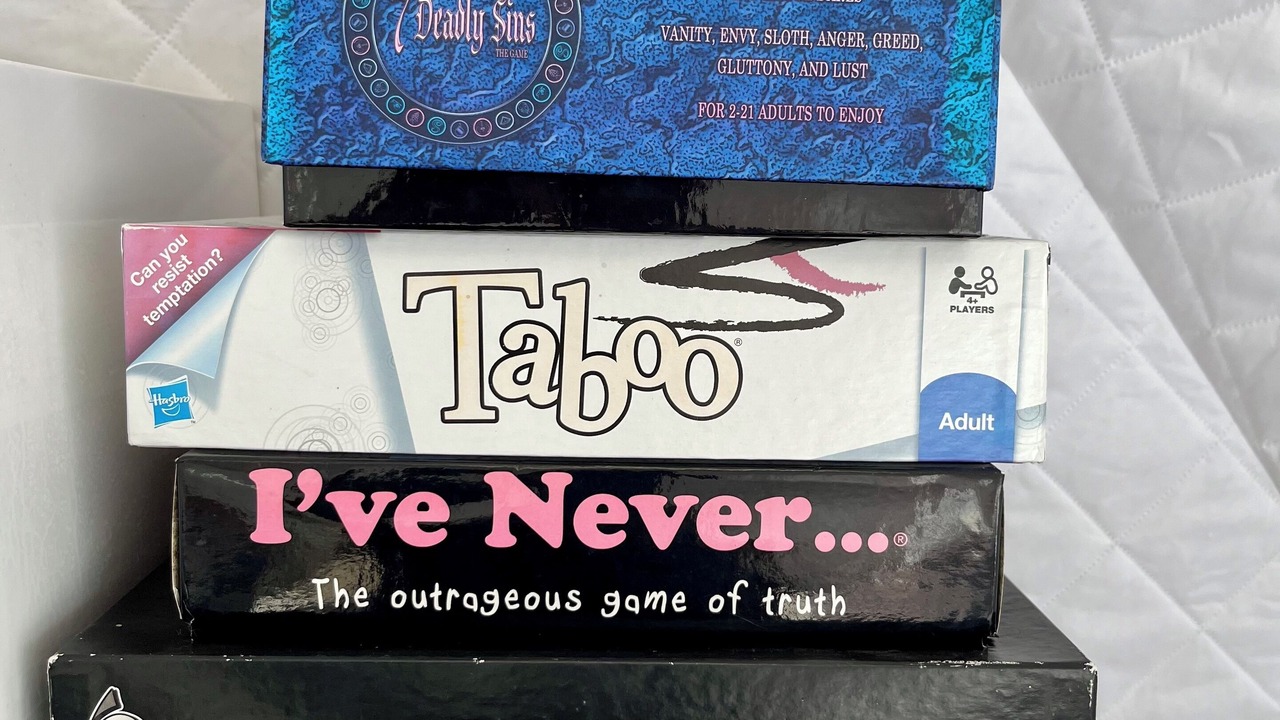 7 Deadly Sins
THE GAME
VANITY, ENVY, SLOTH, ANGER, GREED,
GLUTTONY, AND LUST
FOR 2-21 ADULTS TO ENJOY
Can you
resist
temptation?
Hasbro
Taboo®
4+
PLAYERS
Adult
I've Never...®
The outrageous game of truth